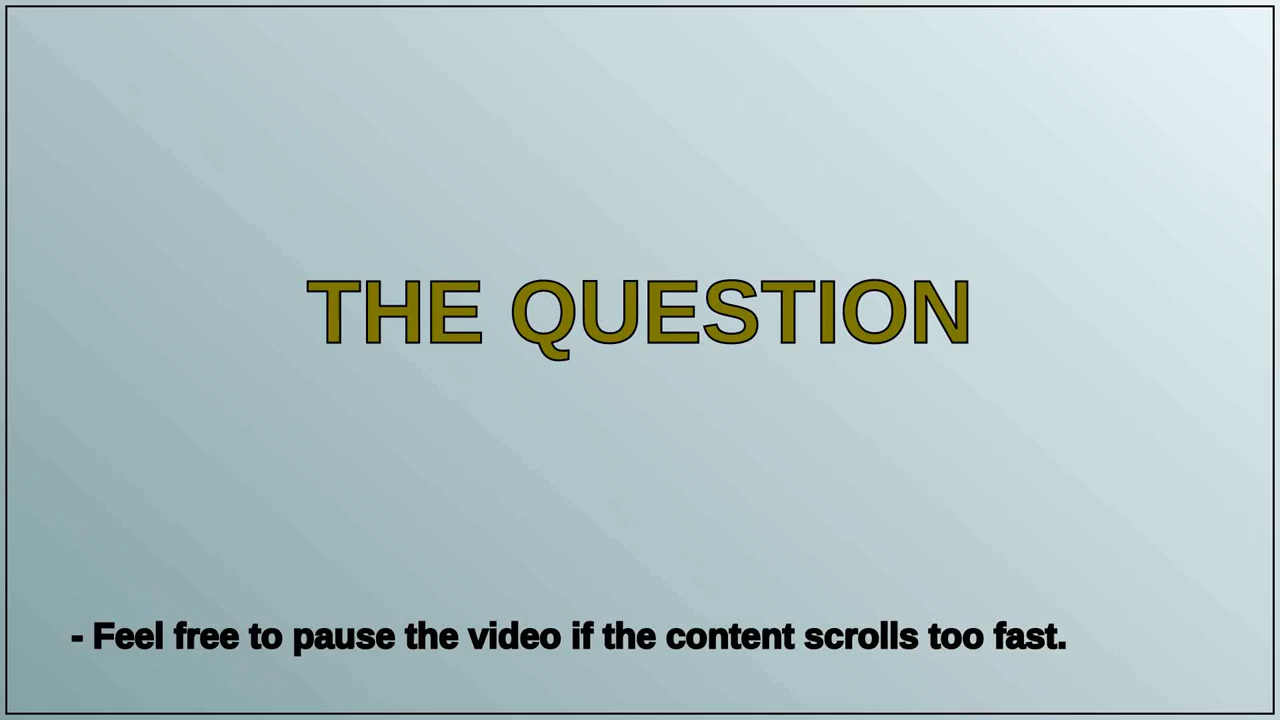 THE QUESTION
- Feel free to pause the video if the content scrolls too fast.